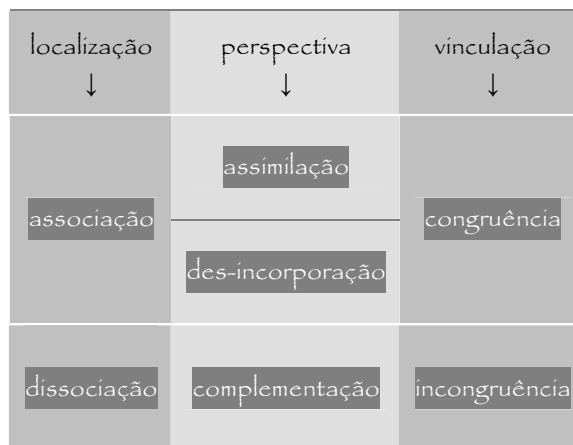 localização perspectiva vinculação
↓ ↓ ↓
assimilação
associação congruência
des-incorporação
dissociação complementação incongruência